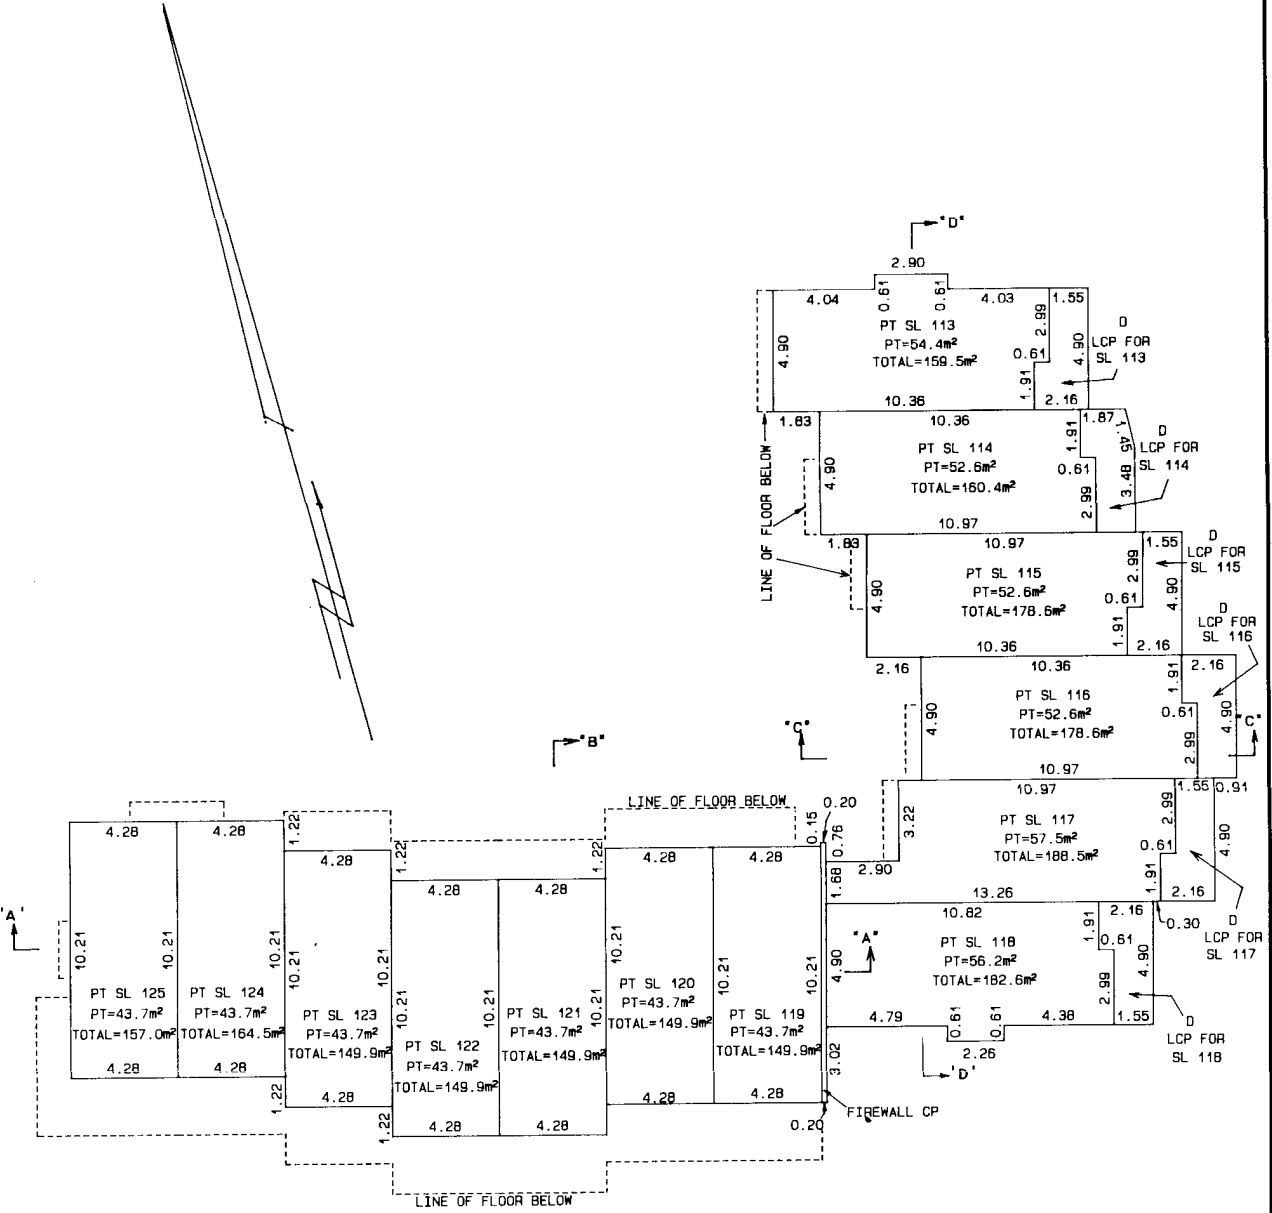 "D"
2.90
4.04
0.61
0.61
4.03
1.55
PT SL 113
PT=54.4m²
TOTAL=159.5m²
4.90
2.99
0.61
1.91
4.90
D
LCP FOR
SL 113
10.36
2.16
1.83
10.36
1.87
1.45
PT SL 114
PT=52.6m²
TOTAL=160.4m²
4.90
1.91
0.61
2.99
3.48
D
LCP FOR
SL 114
LINE OF FLOOR BELOW
10.97
1.83
10.97
1.55
PT SL 115
PT=52.6m²
TOTAL=178.6m²
4.90
2.99
0.61
1.91
4.90
D
LCP FOR
SL 115
10.36
2.16
2.16
10.36
2.16
D
LCP FOR
SL 116
PT SL 116
PT=52.6m²
TOTAL=178.6m²
4.90
1.91
0.61
2.99
4.90
"C"
"C"
"B"
10.97
10.97
1.55
0.91
PT SL 117
PT=57.5m²
TOTAL=188.5m²
3.22
2.99
0.61
1.91
4.90
2.90
13.26
2.16
0.30
D
LCP FOR
SL 117
LINE OF FLOOR BELOW
0.20
0.15
0.76
1.68
10.82
2.16
PT SL 118
PT=56.2m²
TOTAL=182.6m²
"A"
4.90
1.91
0.61
2.99
4.90
4.79
0.61
0.61
4.38
1.55
2.26
'D'
D
LCP FOR
SL 118
3.02
FIREWALL CP
0.20
4.28
4.28
1.22
4.28
1.22
4.28
4.28
1.22
4.28
4.28
'A'
10.21
10.21
10.21
10.21
10.21
10.21
10.21
10.21
10.21
10.21
PT SL 125
PT=43.7m²
TOTAL=157.0m²
PT SL 124
PT=43.7m²
TOTAL=164.5m²
PT SL 123
PT=43.7m²
TOTAL=149.9m²
PT SL 122
PT=43.7m²
TOTAL=149.9m²
PT SL 121
PT=43.7m²
TOTAL=149.9m²
PT SL 120
PT=43.7m²
TOTAL=149.9m²
PT SL 119
PT=43.7m²
TOTAL=149.9m²
4.28
4.28
1.22
4.28
1.22
4.28
4.28
4.28
4.28
LINE OF FLOOR BELOW